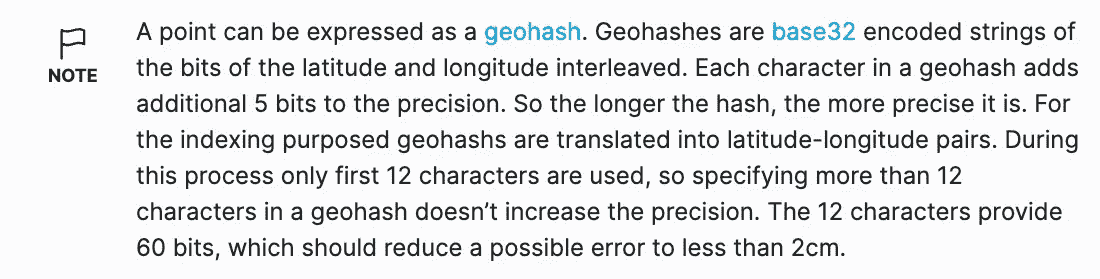 A point can be expressed as a geohash. Geohashes are base32 encoded strings of
NOTE
the bits of the latitude and longitude interleaved. Each character in a geohash adds
additional 5 bits to the precision. So the longer the hash, the more precise it is. For
the indexing purposed geohashs are translated into latitude-longitude pairs. During
this process only first 12 characters are used, so specifying more than 12
characters in a geohash doesn’t increase the precision. The 12 characters provide
60 bits, which should reduce a possible error to less than 2cm.